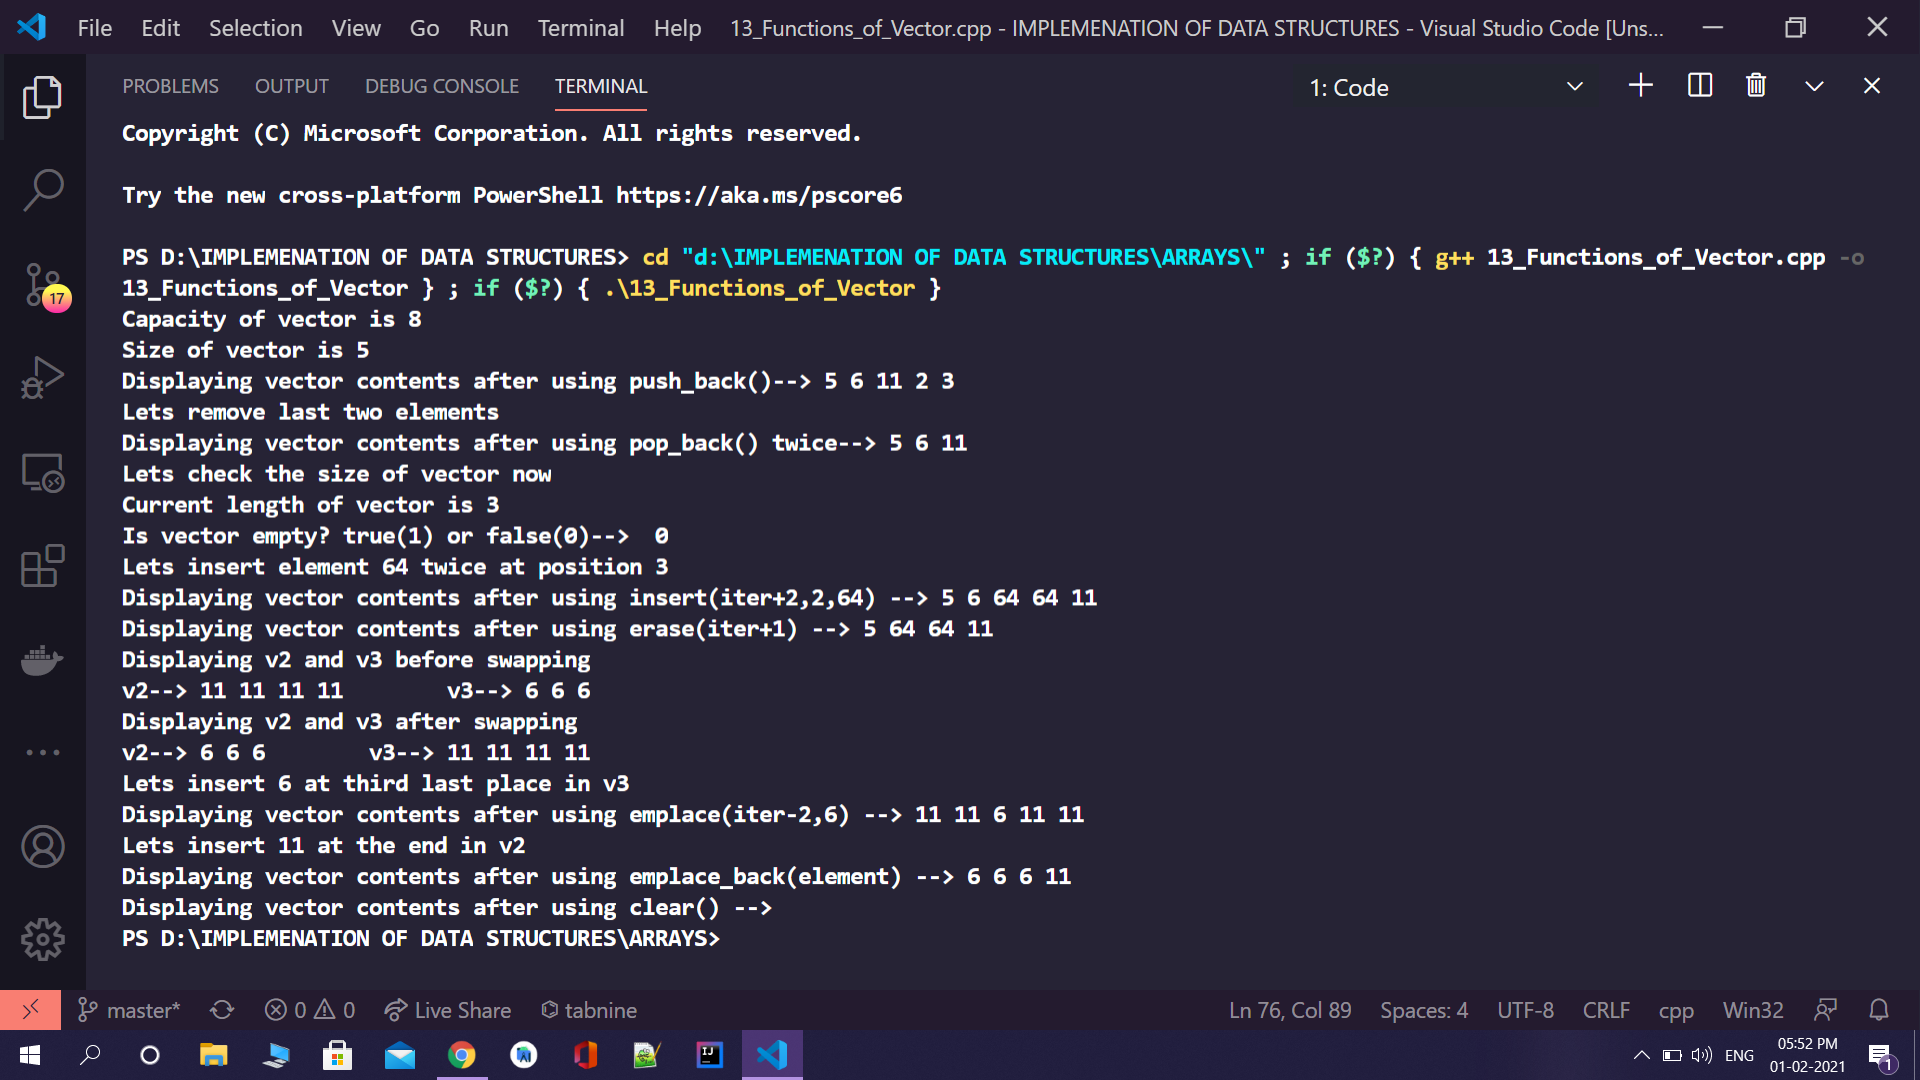 File Edit Selection View Go Run Terminal Help 13_Functions_of_Vector.cpp - IMPLEMENATION OF DATA STRUCTURES - Visual Studio Code [Uns...
PROBLEMS OUTPUT DEBUG CONSOLE TERMINAL 1: Code
Copyright (C) Microsoft Corporation. All rights reserved.
Try the new cross-platform PowerShell https://aka.ms/pscore6
PS D:\IMPLEMENATION OF DATA STRUCTURES> cd "d:\IMPLEMENATION OF DATA STRUCTURES\ARRAYS\" ; if ($?) { g++ 13_Functions_of_Vector.cpp -o
13_Functions_of_Vector } ; if ($?) { .\13_Functions_of_Vector }
Capacity of vector is 8
Size of vector is 5
Displaying vector contents after using push_back()--> 5 6 11 2 3
Lets remove last two elements
Displaying vector contents after using pop_back() twice--> 5 6 11
Lets check the size of vector now
Current length of vector is 3
Is vector empty? true(1) or false(0)-->  0
Lets insert element 64 twice at position 3
Displaying vector contents after using insert(iter+2,2,64) --> 5 6 64 64 11
Displaying vector contents after using erase(iter+1) --> 5 64 64 11
Displaying v2 and v3 before swapping
v2--> 11 11 11 11        v3--> 6 6 6
Displaying v2 and v3 after swapping
v2--> 6 6 6        v3--> 11 11 11 11
Lets insert 6 at third last place in v3
Displaying vector contents after using emplace(iter-2,6) --> 11 11 6 11 11
Lets insert 11 at the end in v2
Displaying vector contents after using emplace_back(element) --> 6 6 6 11
Displaying vector contents after using clear() -->
PS D:\IMPLEMENATION OF DATA STRUCTURES\ARRAYS>
17
master* 0 0 Live Share tabnine Ln 76, Col 89 Spaces: 4 UTF-8 CRLF cpp Win32
IJ ENG 05:52 PM
01-02-2021 1